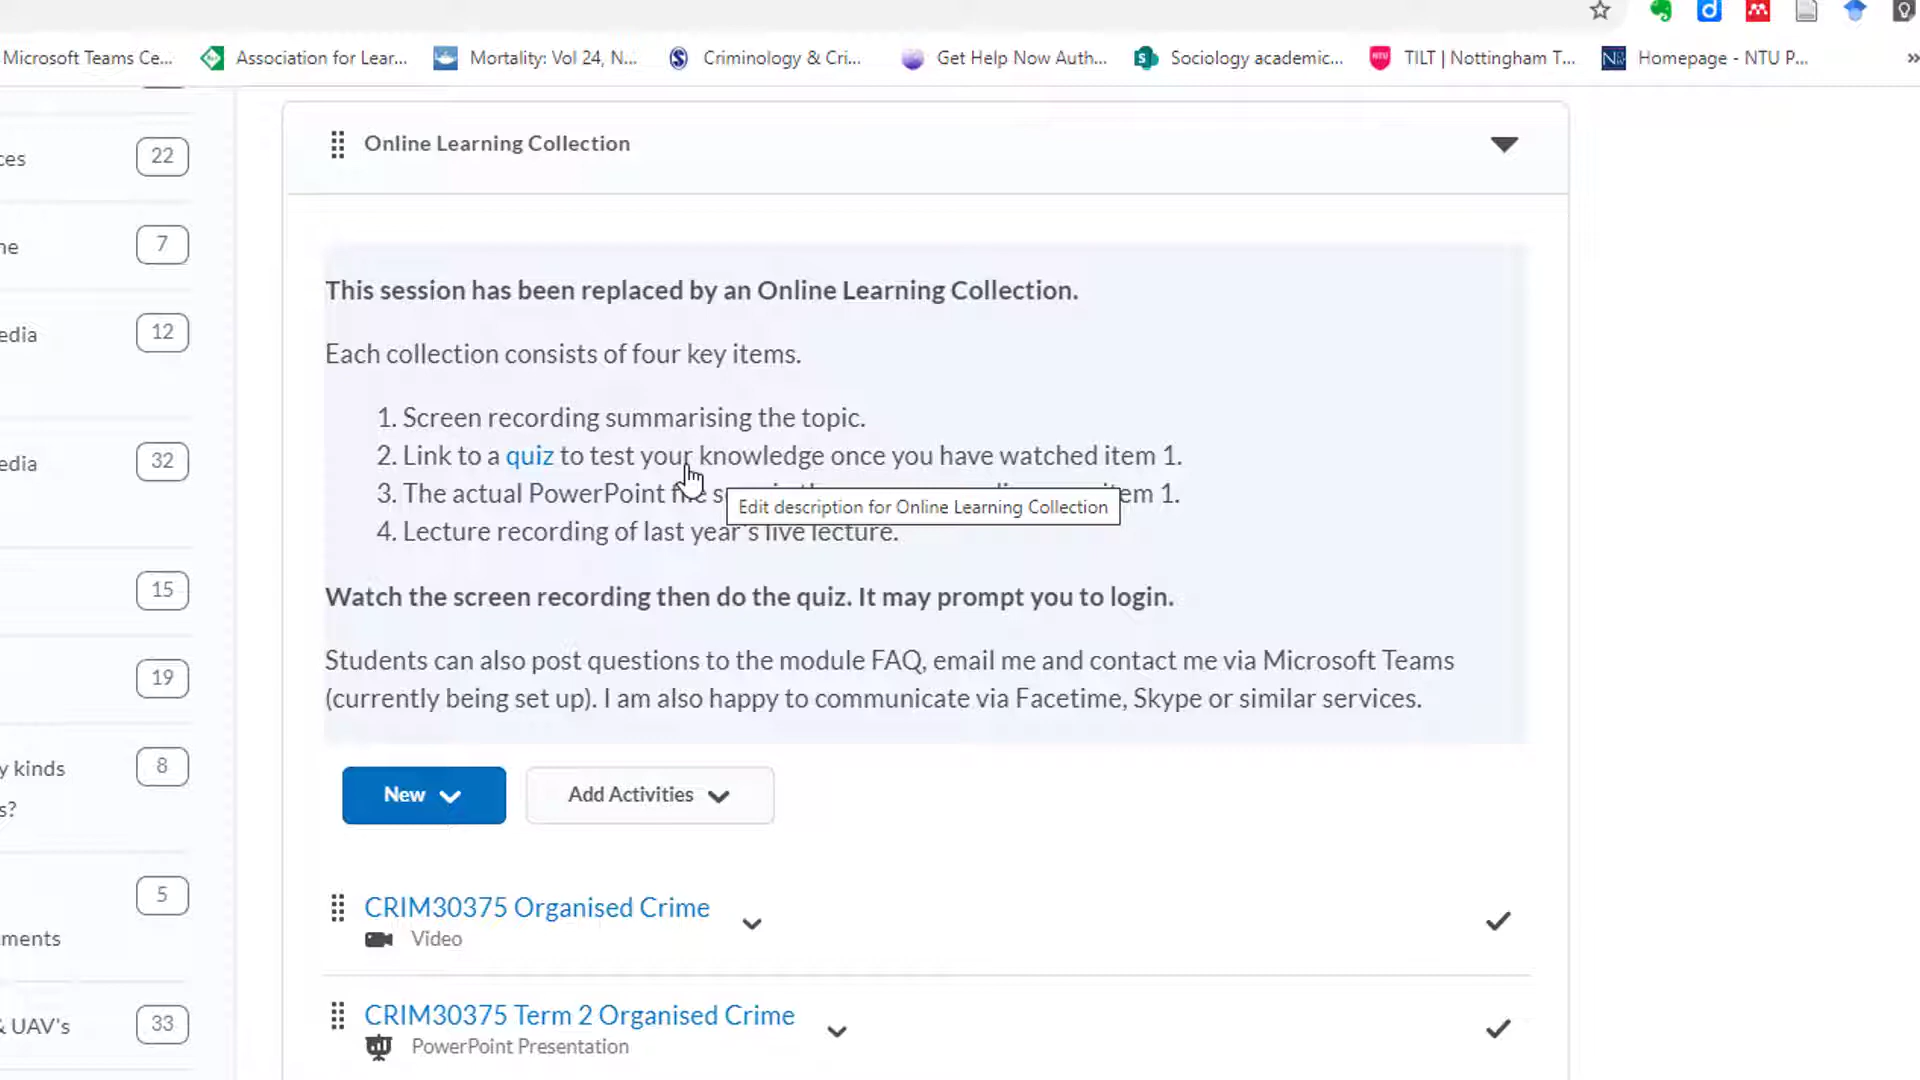 Microsoft Teams Ce...
Association for Lear...
Mortality: Vol 24, N...
Criminology & Cri...
Get Help Now Auth...
Sociology academic...
TILT | Nottingham T...
Homepage - NTU P...
Online Learning Collection
This session has been replaced by an Online Learning Collection.
Each collection consists of four key items.
1. Screen recording summarising the topic.
2. Link to a quiz to test your knowledge once you have watched item 1.
3. The actual PowerPoint
item 1.
Edit description for Online Learning Collection
4. Lecture recording of last year's live lecture.
Watch the screen recording then do the quiz. It may prompt you to login.
Students can also post questions to the module FAQ, email me and contact me via Microsoft Teams
(currently being set up). I am also happy to communicate via Facetime, Skype or similar services.
New
Add Activities
CRIM30375 Organised Crime
Video
CRIM30375 Term 2 Organised Crime
PowerPoint Presentation
ces
22
ne
7
edia
12
edia
32
15
19
y kinds
8
s?
5
ments
& UAV's
33